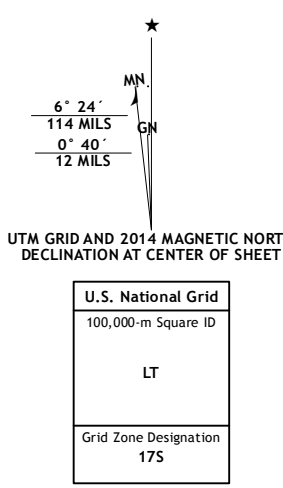 ★
MN
6° 24´
114 MILS
GN
0° 40´
12 MILS
UTM GRID AND 2014 MAGNETIC NORT
DECLINATION AT CENTER OF SHEET
U.S. National Grid
100,000-m Square ID
LT
Grid Zone Designation
17S